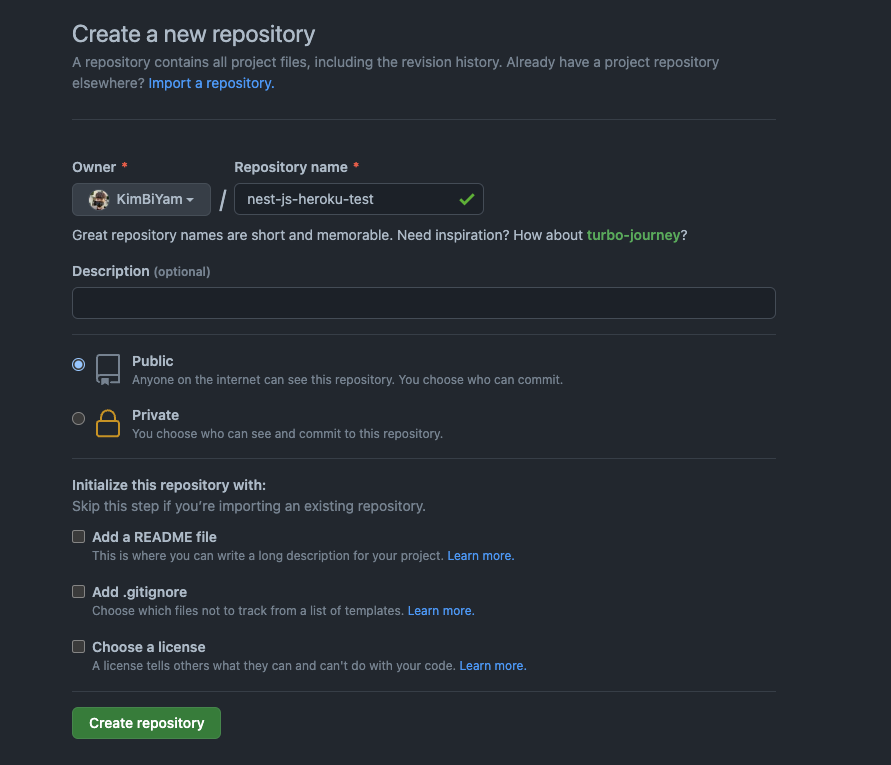 Create a new repository
A repository contains all project files, including the revision history. Already have a project repository
elsewhere? Import a repository.
Owner *
Repository name *
KimBiYam
/
nest-js-heroku-test
Great repository names are short and memorable. Need inspiration? How about turbo-journey?
Description (optional)
Public
Anyone on the internet can see this repository. You choose who can commit.
Private
You choose who can see and commit to this repository.
Initialize this repository with:
Skip this step if you’re importing an existing repository.
Add a README file
This is where you can write a long description for your project. Learn more.
Add .gitignore
Choose which files not to track from a list of templates. Learn more.
Choose a license
A license tells others what they can and can't do with your code. Learn more.
Create repository